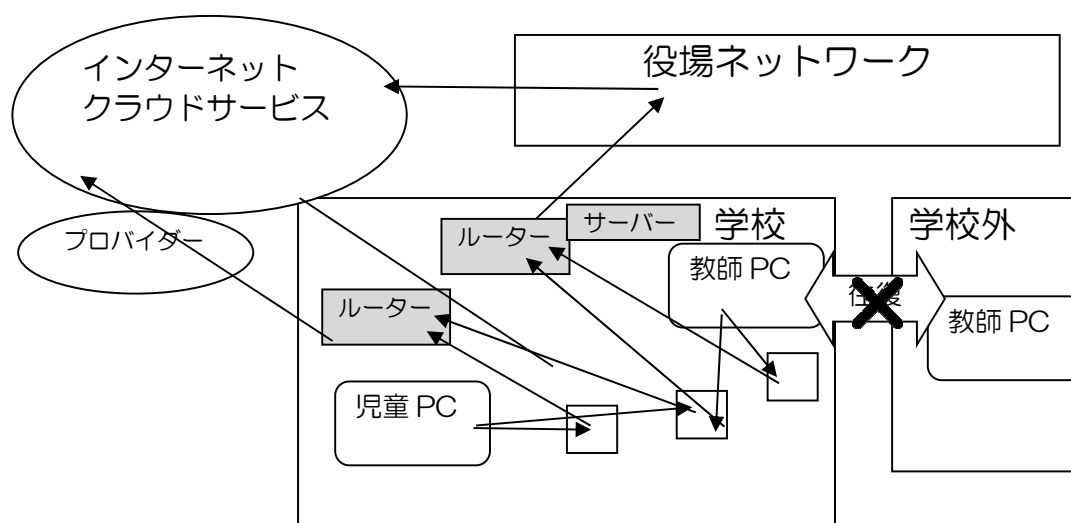 インターネット
クラウドサービス
役場ネットワーク
プロバイダー
ルーター
サーバー
学校
学校外
教師 PC
往復
ルーター
教師 PC
児童 PC